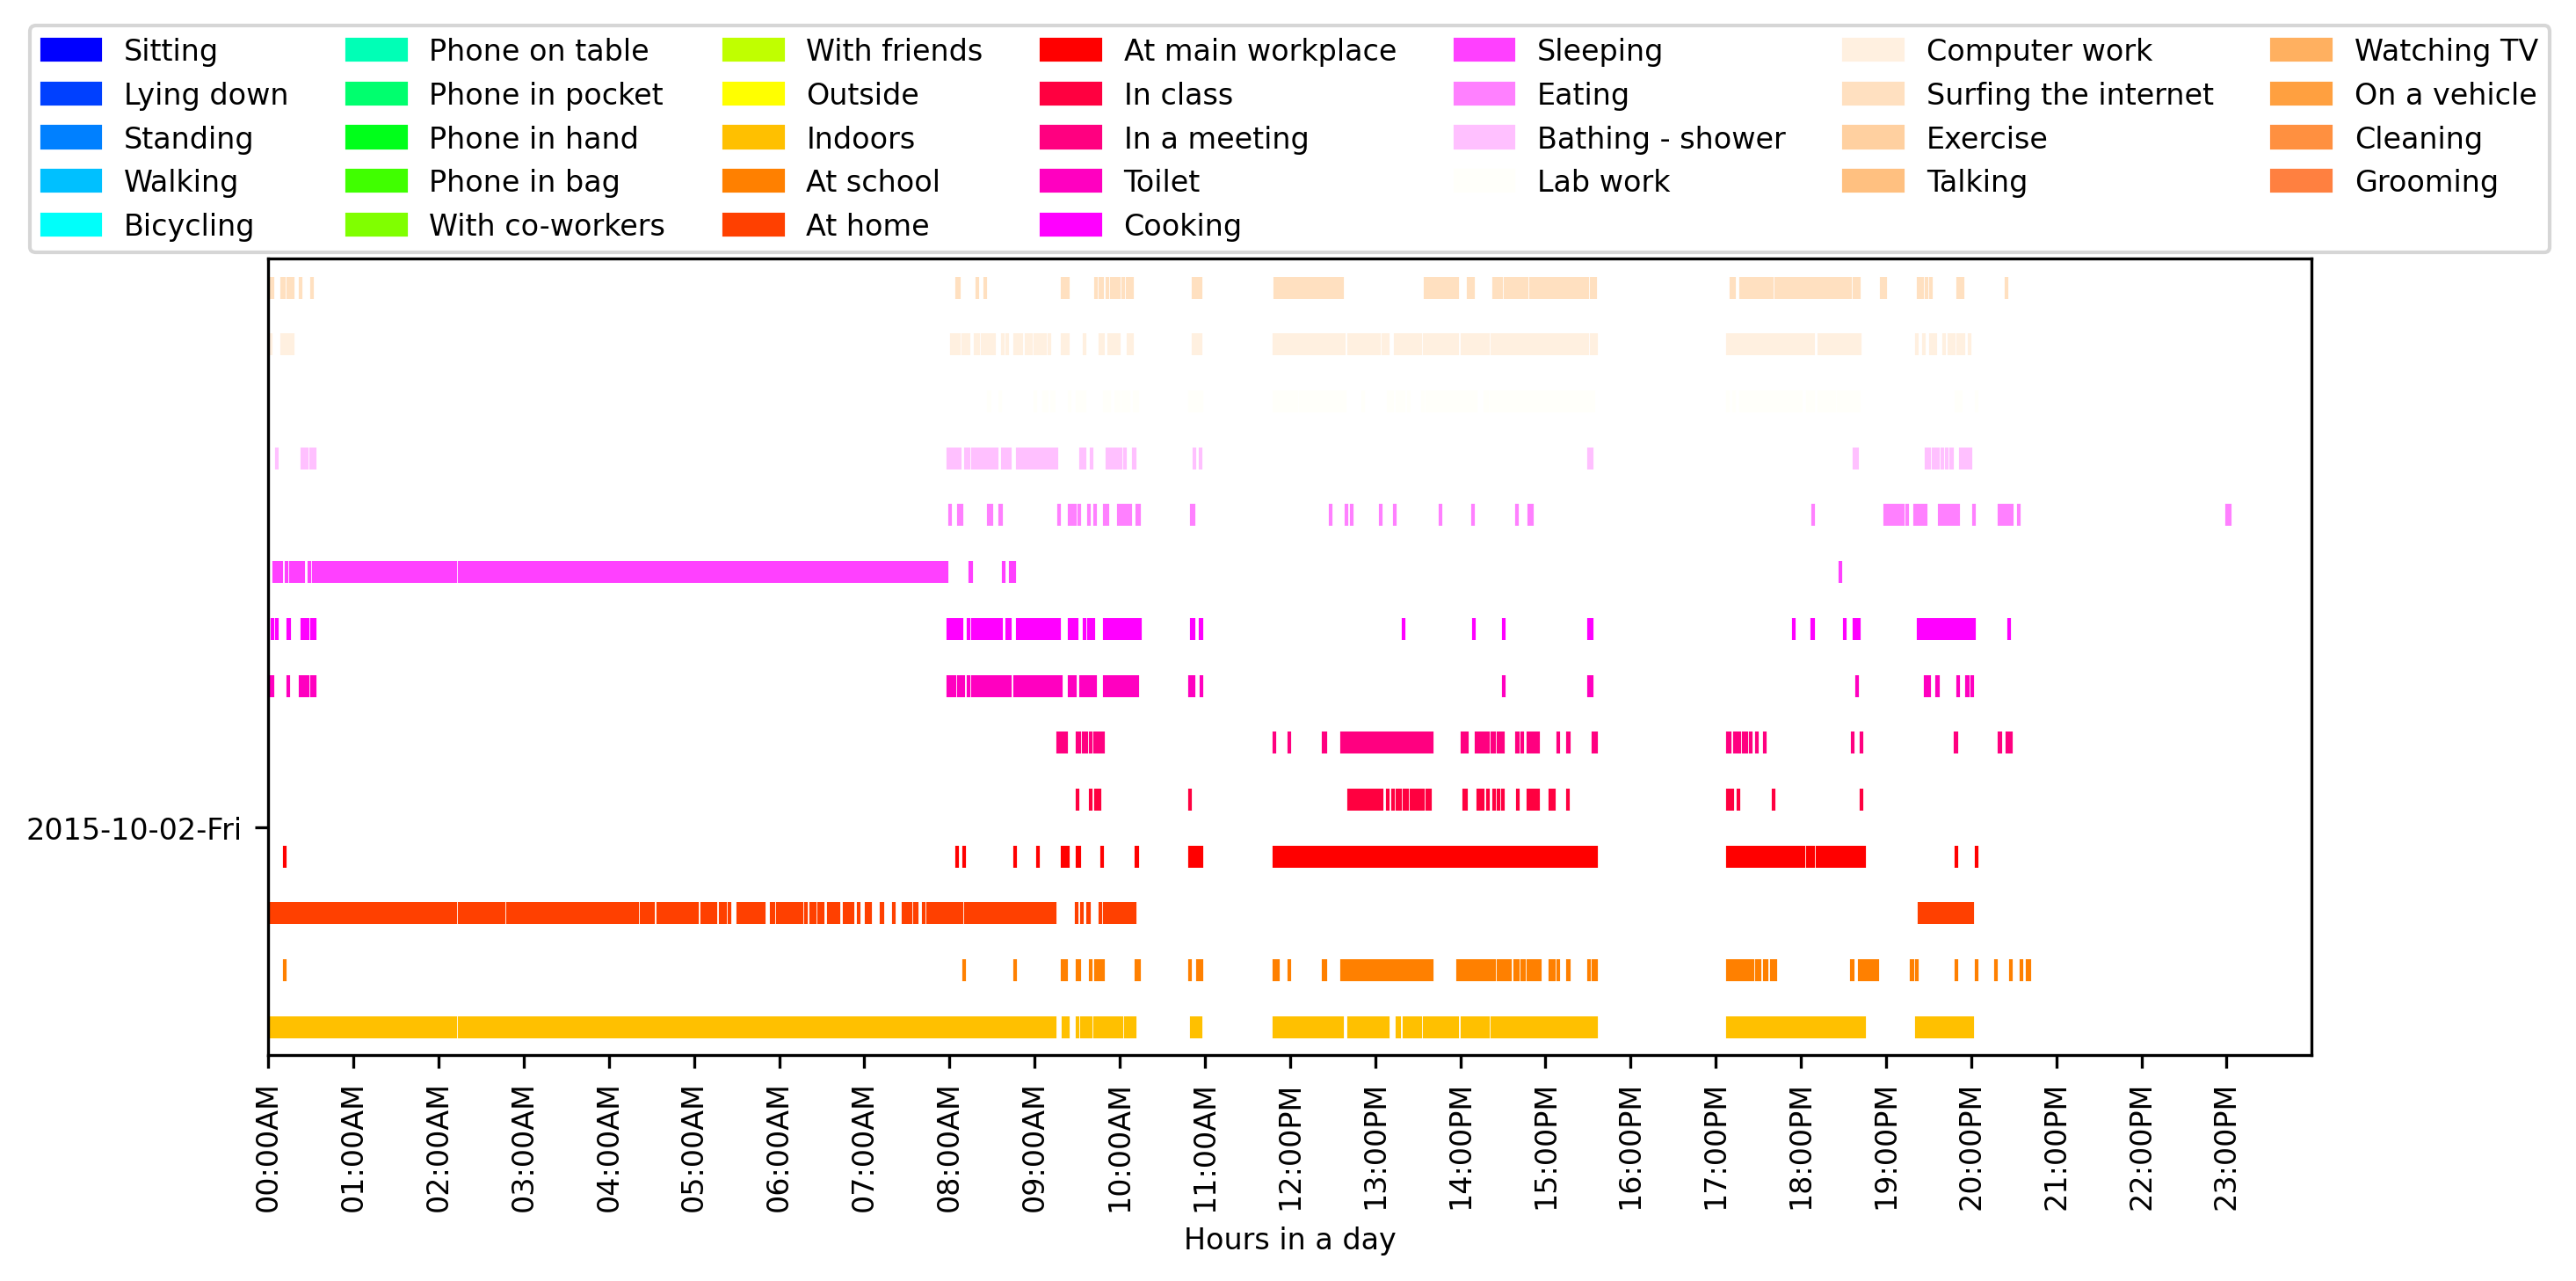 Sitting
Lying down
Standing
Walking
Bicycling
Phone on table
Phone in pocket
Phone in hand
Phone in bag
With co-workers
With friends
Outside
Indoors
At school
At home
At main workplace
In class
In a meeting
Toilet
Cooking
Sleeping
Eating
Bathing - shower
Lab work
Computer work
Surfing the internet
Exercise
Talking
Watching TV
On a vehicle
Cleaning
Grooming
2015-10-02-Fri
00:00AM
01:00AM
02:00AM
03:00AM
04:00AM
05:00AM
06:00AM
07:00AM
08:00AM
09:00AM
10:00AM
11:00AM
12:00PM
13:00PM
14:00PM
15:00PM
16:00PM
17:00PM
18:00PM
19:00PM
20:00PM
21:00PM
22:00PM
23:00PM
Hours in a day